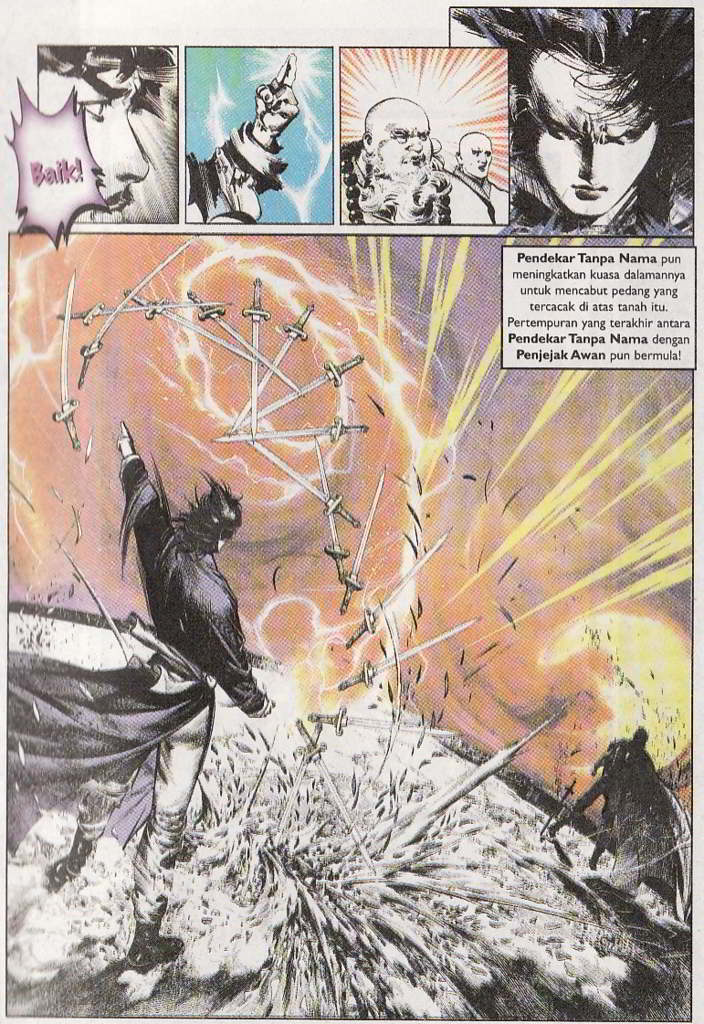 Baik!
Pendekar Tanpa Nama pun
meningkatkan kuasa dalamannya
untuk mencabut pedang yang
tercacak di atas tanah itu.
Pertempuran yang terakhir antara
Pendekar Tanpa Nama dengan
Penjejak Awan pun bermula!